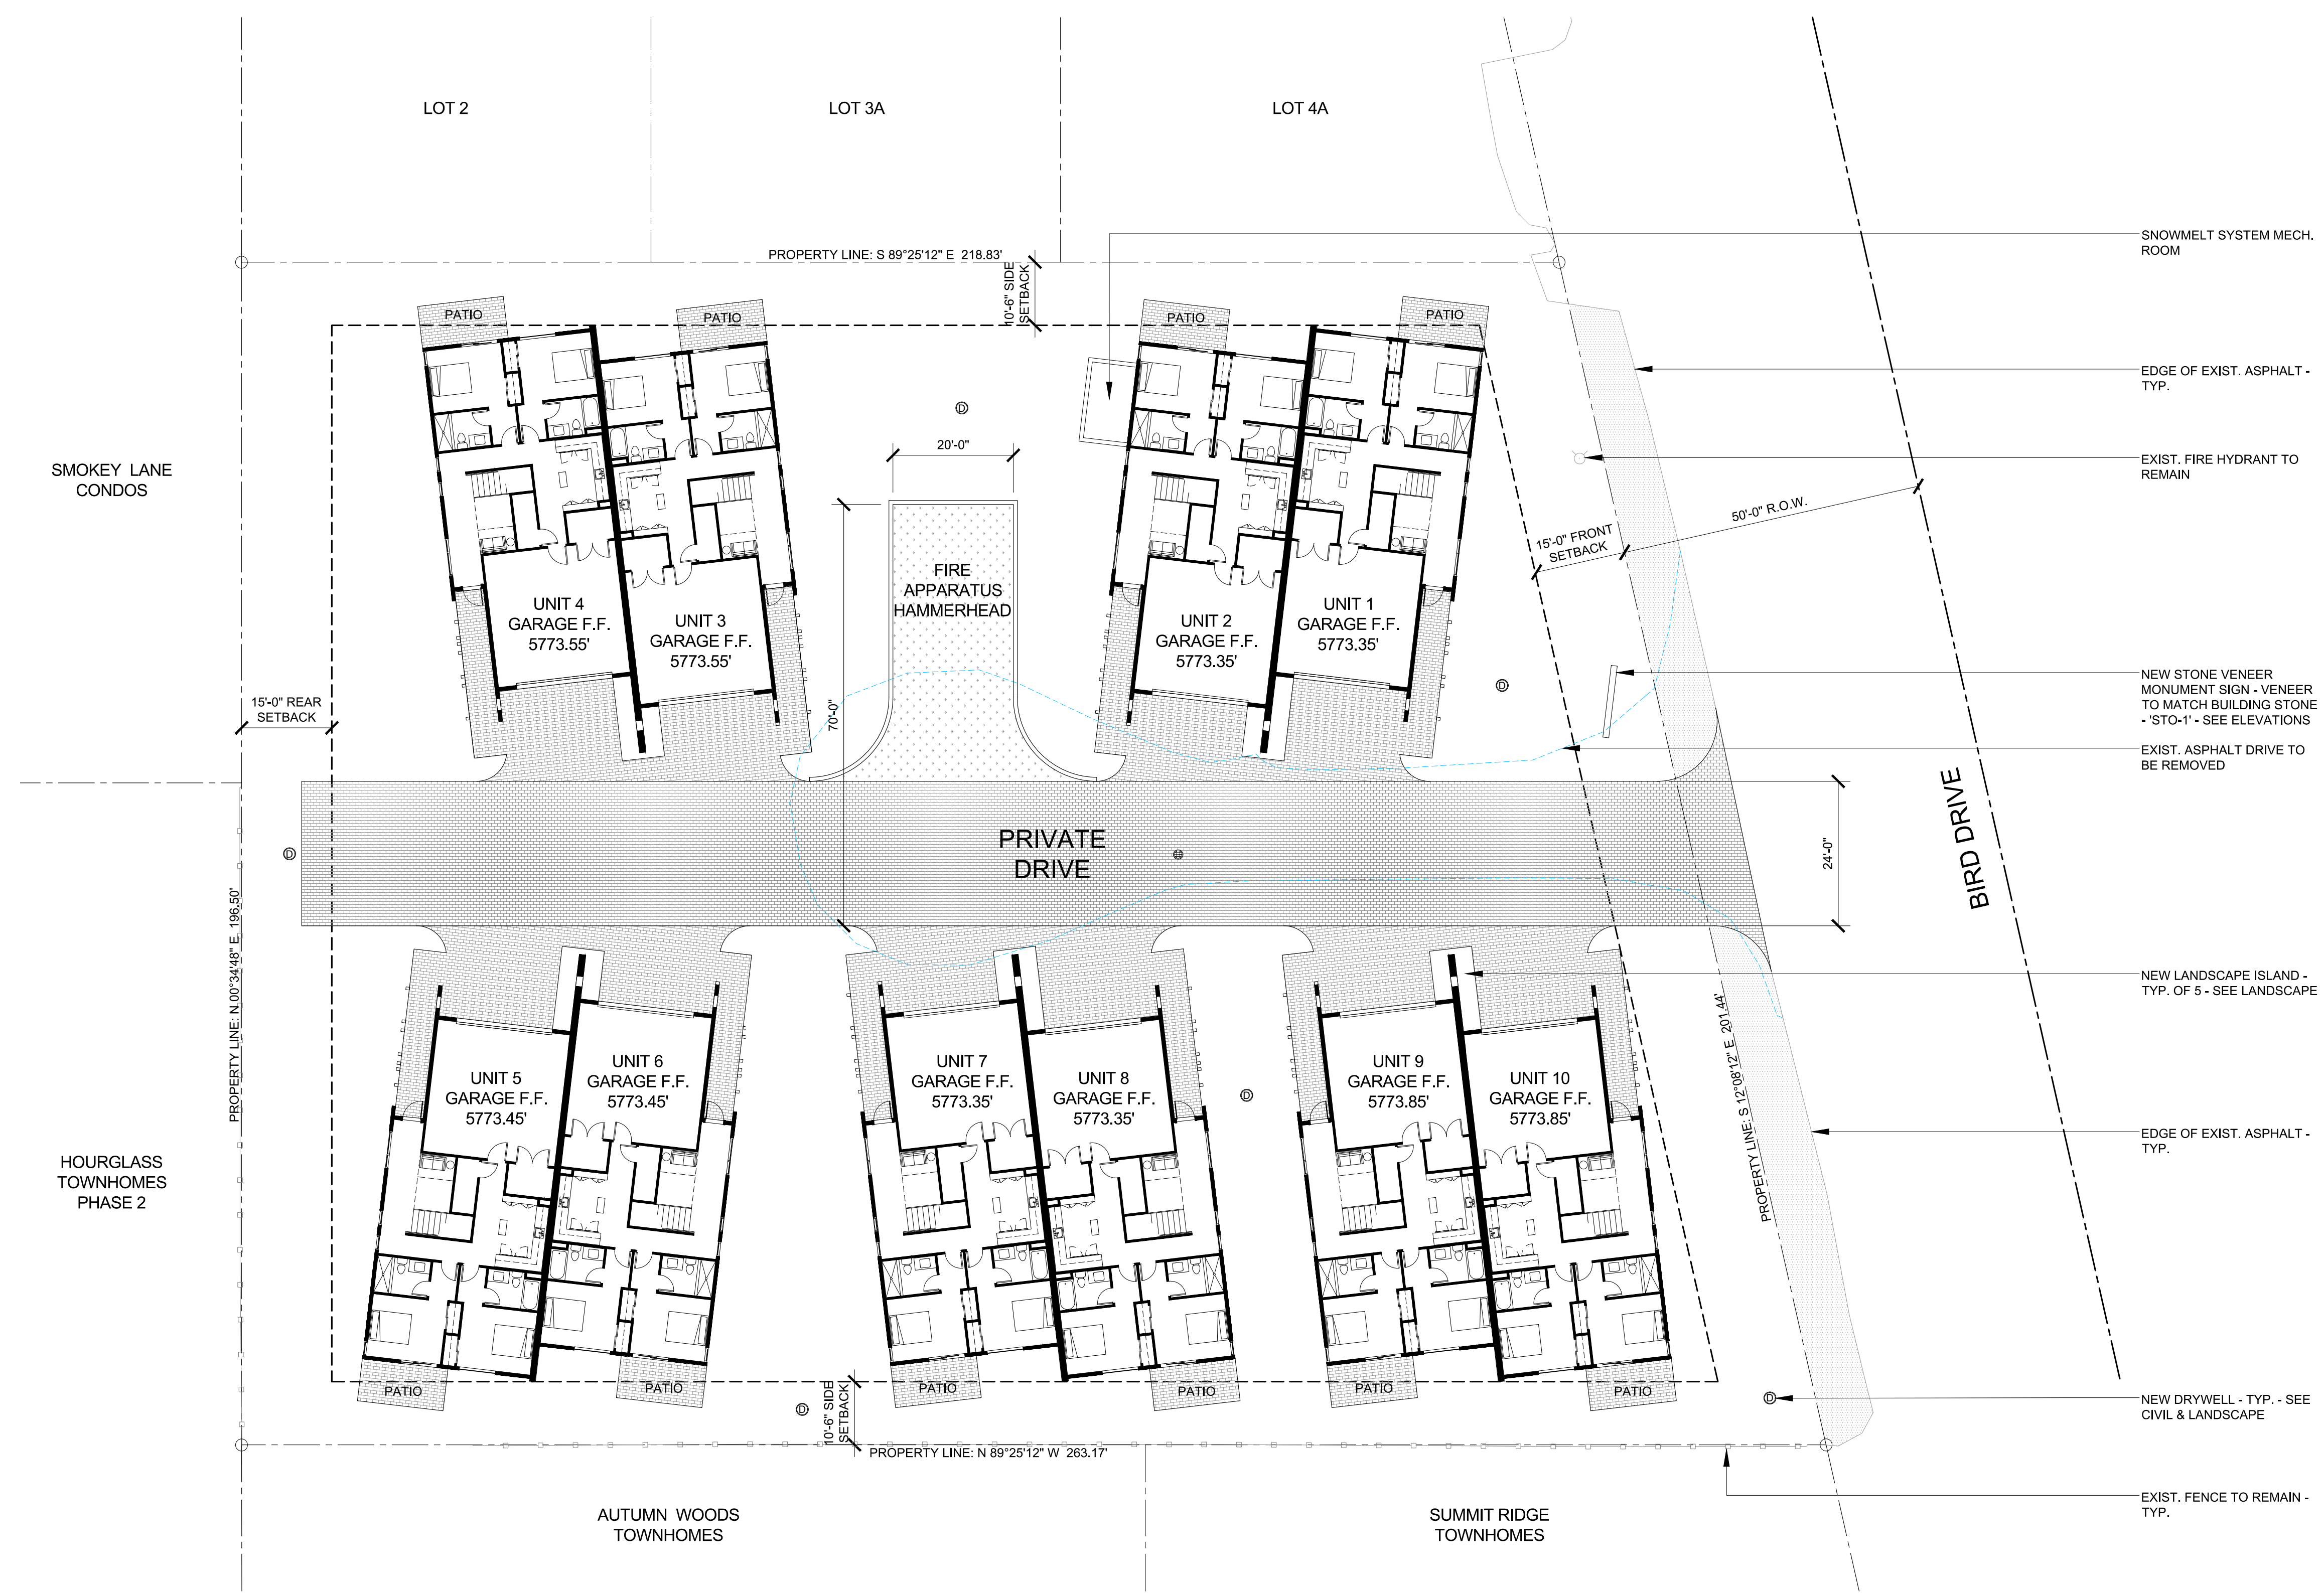 LOT 2
LOT 3A
LOT 4A
PROPERTY LINE: S 89°25'12" E  218.83'
10'-6" SIDE
SETBACK
SNOWMELT SYSTEM MECH.
ROOM
PATIO
PATIO
PATIO
PATIO
EDGE OF EXIST. ASPHALT -
TYP.
D
20'-0"
SMOKEY  LANE
CONDOS
EXIST. FIRE HYDRANT TO
REMAIN
50'-0" R.O.W.
15'-0" FRONT
SETBACK
FIRE
APPARATUS
HAMMERHEAD
UNIT 4
GARAGE F.F.
5773.55'
UNIT 3
GARAGE F.F.
5773.55'
UNIT 2
GARAGE F.F.
5773.35'
UNIT 1
GARAGE F.F.
5773.35'
D
NEW STONE VENEER
MONUMENT SIGN - VENEER
TO MATCH BUILDING STONE
- 'STO-1' - SEE ELEVATIONS
15'-0" REAR
SETBACK
70'-0"
EXIST. ASPHALT DRIVE TO
BE REMOVED
PRIVATE
DRIVE
D
24'-0"
BIRD DRIVE
PROPERTY LINE: N 00°34'48" E  196.50'
NEW LANDSCAPE ISLAND -
TYP. OF 5 - SEE LANDSCAPE
PROPERTY LINE: S 12°08'12" E  201.44'
UNIT 5
GARAGE F.F.
5773.45'
UNIT 6
GARAGE F.F.
5773.45'
UNIT 7
GARAGE F.F.
5773.35'
UNIT 8
GARAGE F.F.
5773.35'
D
UNIT 9
GARAGE F.F.
5773.85'
UNIT 10
GARAGE F.F.
5773.85'
EDGE OF EXIST. ASPHALT -
TYP.
HOURGLASS
TOWNHOMES
PHASE 2
PATIO
PATIO
PATIO
PATIO
PATIO
PATIO
D
10'-6" SIDE
SETBACK
D
NEW DRYWELL - TYP. - SEE
CIVIL & LANDSCAPE
PROPERTY LINE: N 89°25'12" W  263.17'
EXIST. FENCE TO REMAIN -
TYP.
AUTUMN  WOODS
TOWNHOMES
SUMMIT RIDGE
TOWNHOMES